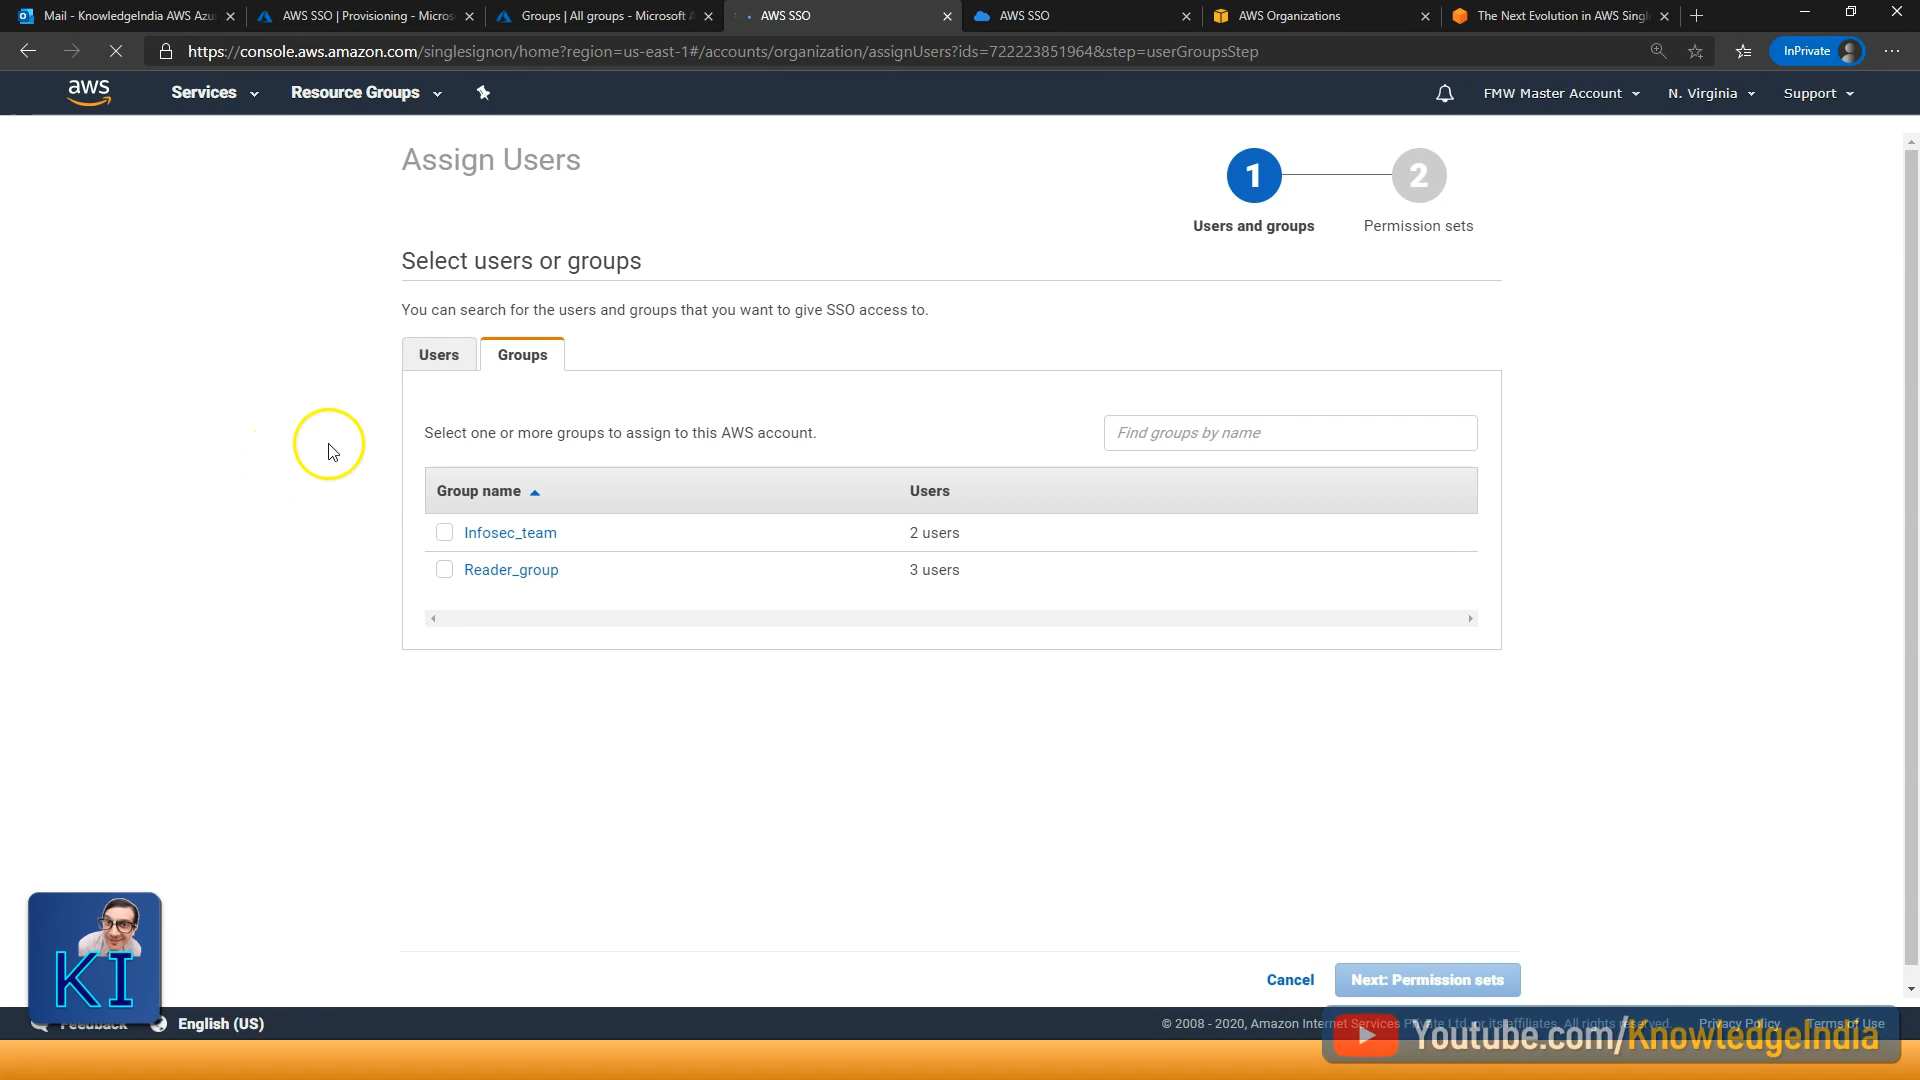 Mail - KnowledgeIndia AWS Azu
AWS SSO | Provisioning - Micros
Groups | All groups - Microsoft A
AWS SSO
AWS SSO
AWS Organizations
The Next Evolution in AWS Singl
https://console.aws.amazon.com/singlesignon/home?region=us-east-1#/accounts/organization/assignUsers?ids=722223851964&step=userGroupsStep
InPrivate
aws
Services
Resource Groups
FMW Master Account
N. Virginia
Support
Assign Users
1
2
Users and groups
Permission sets
Select users or groups
You can search for the users and groups that you want to give SSO access to.
Users
Groups
Select one or more groups to assign to this AWS account.
Find groups by name
Group name
Users
Infosec_team
2 users
Reader_group
3 users
Cancel
Next: Permission sets
KI
Feedback
English (US)
© 2008 - 2020, Amazon Internet Services Private Ltd. or its affiliates. All rights reserved.
Privacy Policy
Terms of Use
Youtube.com/KnowledgeIndia